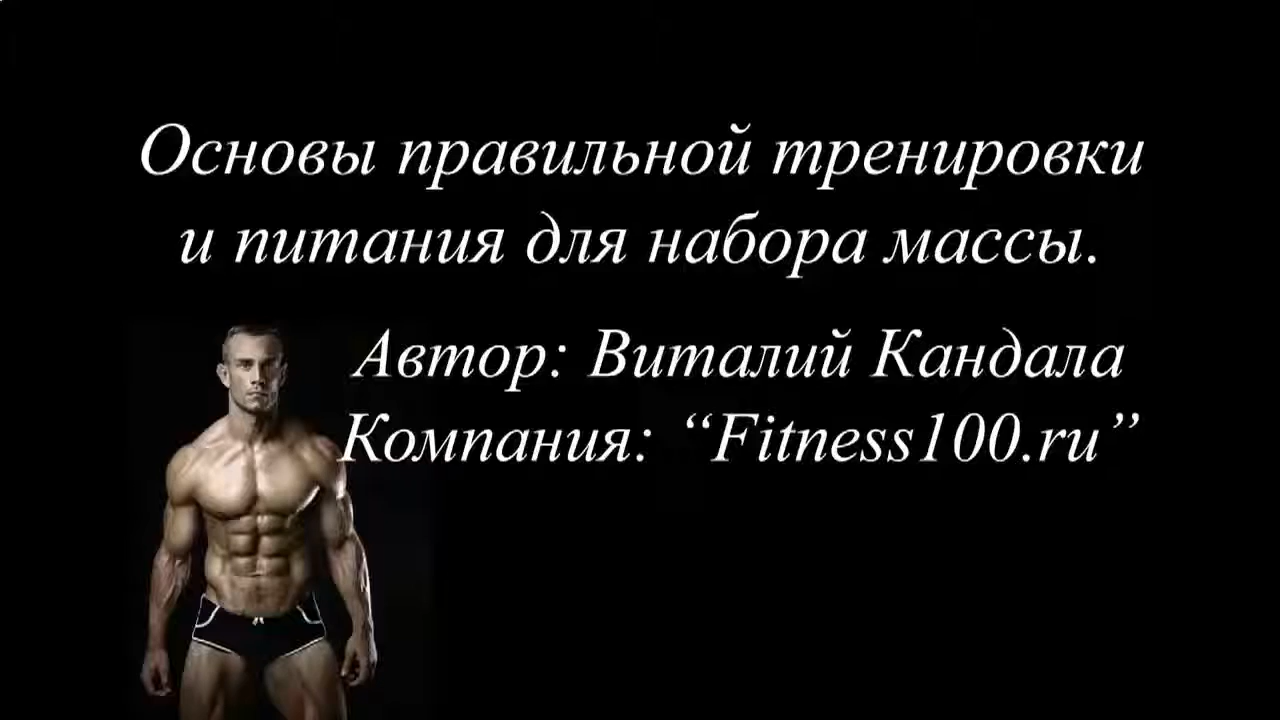 Основы правильной тренировки
и питания для набора массы.
Автор: Виталий Кандала
Компания: “Fitness100.ru”